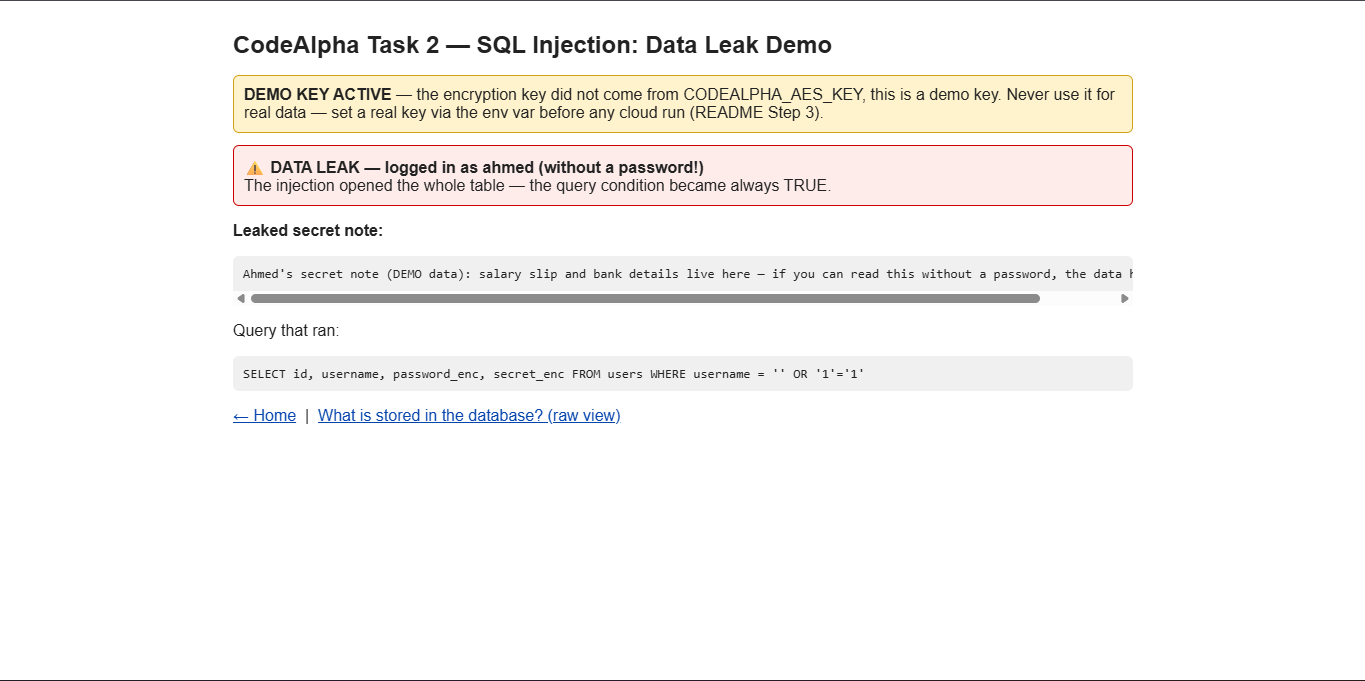 CodeAlpha Task 2 — SQL Injection: Data Leak Demo
DEMO KEY ACTIVE — the encryption key did not come from CODEALPHA_AES_KEY, this is a demo key. Never use it for
real data — set a real key via the env var before any cloud run (README Step 3).
⚠ DATA LEAK — logged in as ahmed (without a password!)
The injection opened the whole table — the query condition became always TRUE.
Leaked secret note:
Ahmed's secret note (DEMO data): salary slip and bank details live here — if you can read this without a password, the data
Query that ran:
SELECT id, username, password_enc, secret_enc FROM users WHERE username = '' OR '1'='1'
← Home | What is stored in the database? (raw view)